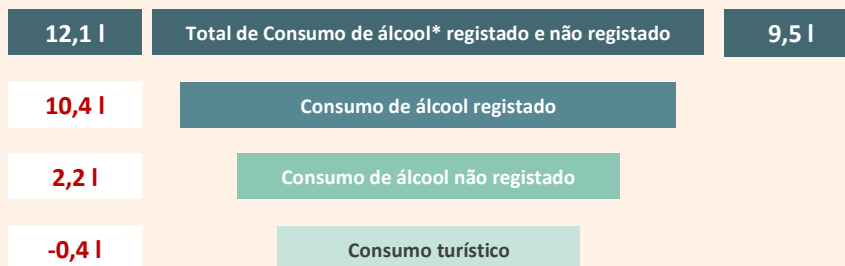 12,1 l Total de Consumo de álcool* registado e não registado 9,5 l
10,4 l Consumo de álcool registado
2,2 l Consumo de álcool não registado
-0,4 l Consumo turístico